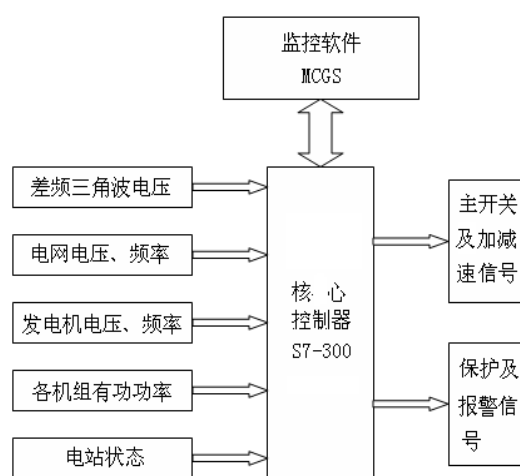 监控软件
MCGS
差频三角波电压
电网电压、频率
发电机电压、频率
各机组有功功率
电站状态
核 心
控制器
S7-300
主开关
及加减
速信号
保护及
报警信
号